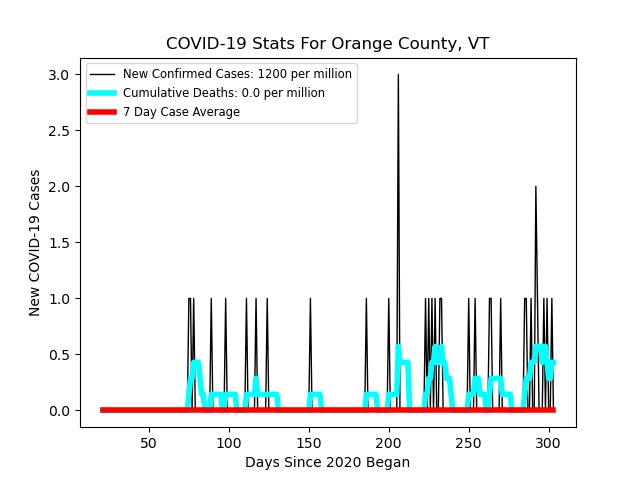 COVID-19 Stats For Orange County, VT
New Confirmed Cases: 1200 per million
Cumulative Deaths: 0.0 per million
7 Day Case Average
New COVID-19 Cases
3.0
2.5
2.0
1.5
1.0
0.5
0.0
50 100 150 200 250 300
Days Since 2020 Began